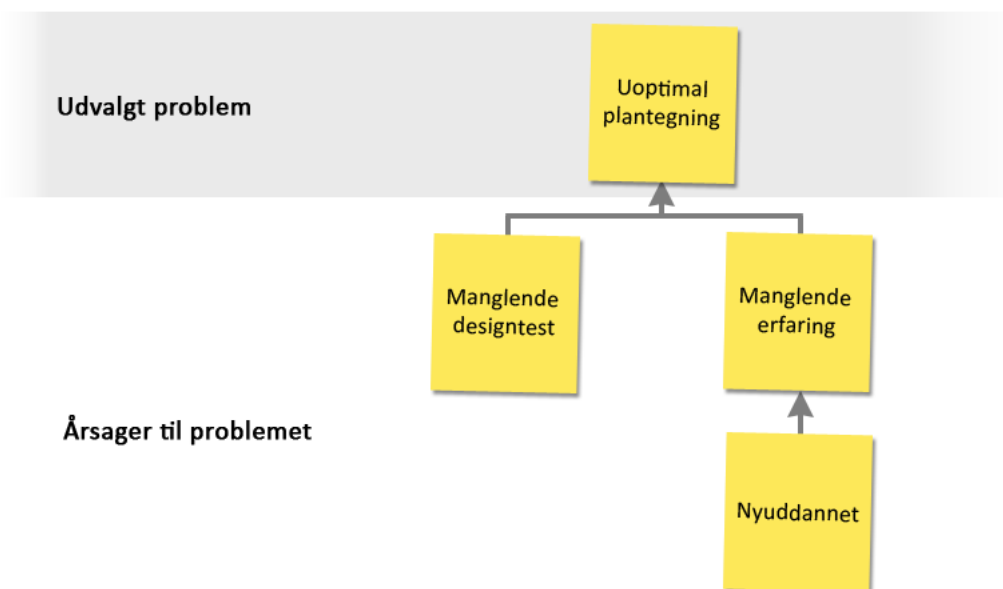 Udvalgt problem
Uoptimal
plantegning
Manglende
designtest
Manglende
erfaring
Årsager til problemet
Nyuddannet